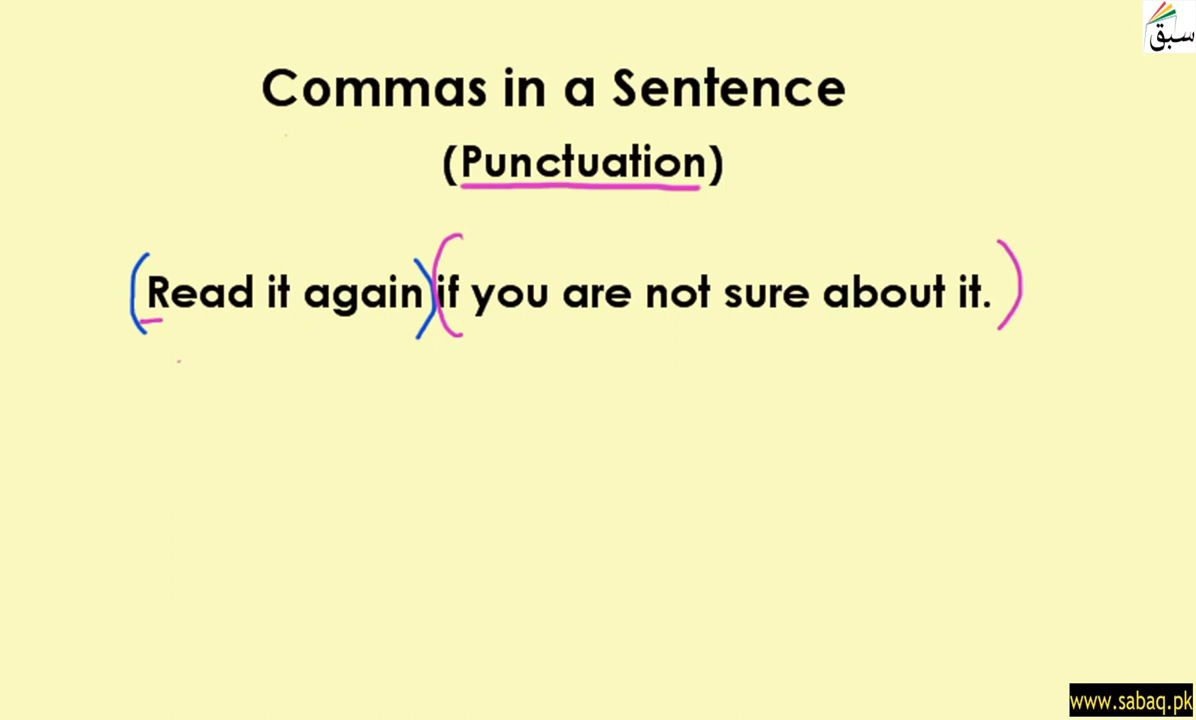 سبق
Commas in a Sentence
(Punctuation)
Read it again if you are not sure about it.
www.sabaq.pk